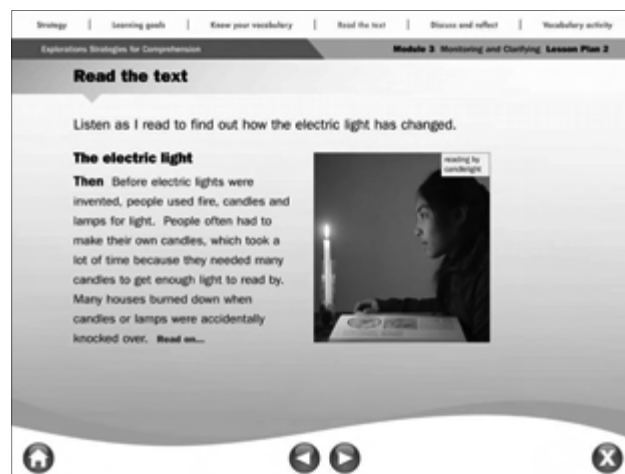 Strategy | Learning goals | Know your vocabulary | Read the text | Discuss and reflect | Vocabulary activity
Explorations Strategies for Comprehension
Module 3 Monitoring and Clarifying Lesson Plan 2
Read the text
Listen as I read to find out how the electric light has changed.
The electric light
Then Before electric lights were
invented, people used fire, candles and
lamps for light. People often had to
make their own candles, which took a
lot of time because they needed many
candles to get enough light to read by.
Many houses burned down when
candles or lamps were accidentally
knocked over. Read on...
reading by
candlelight
X